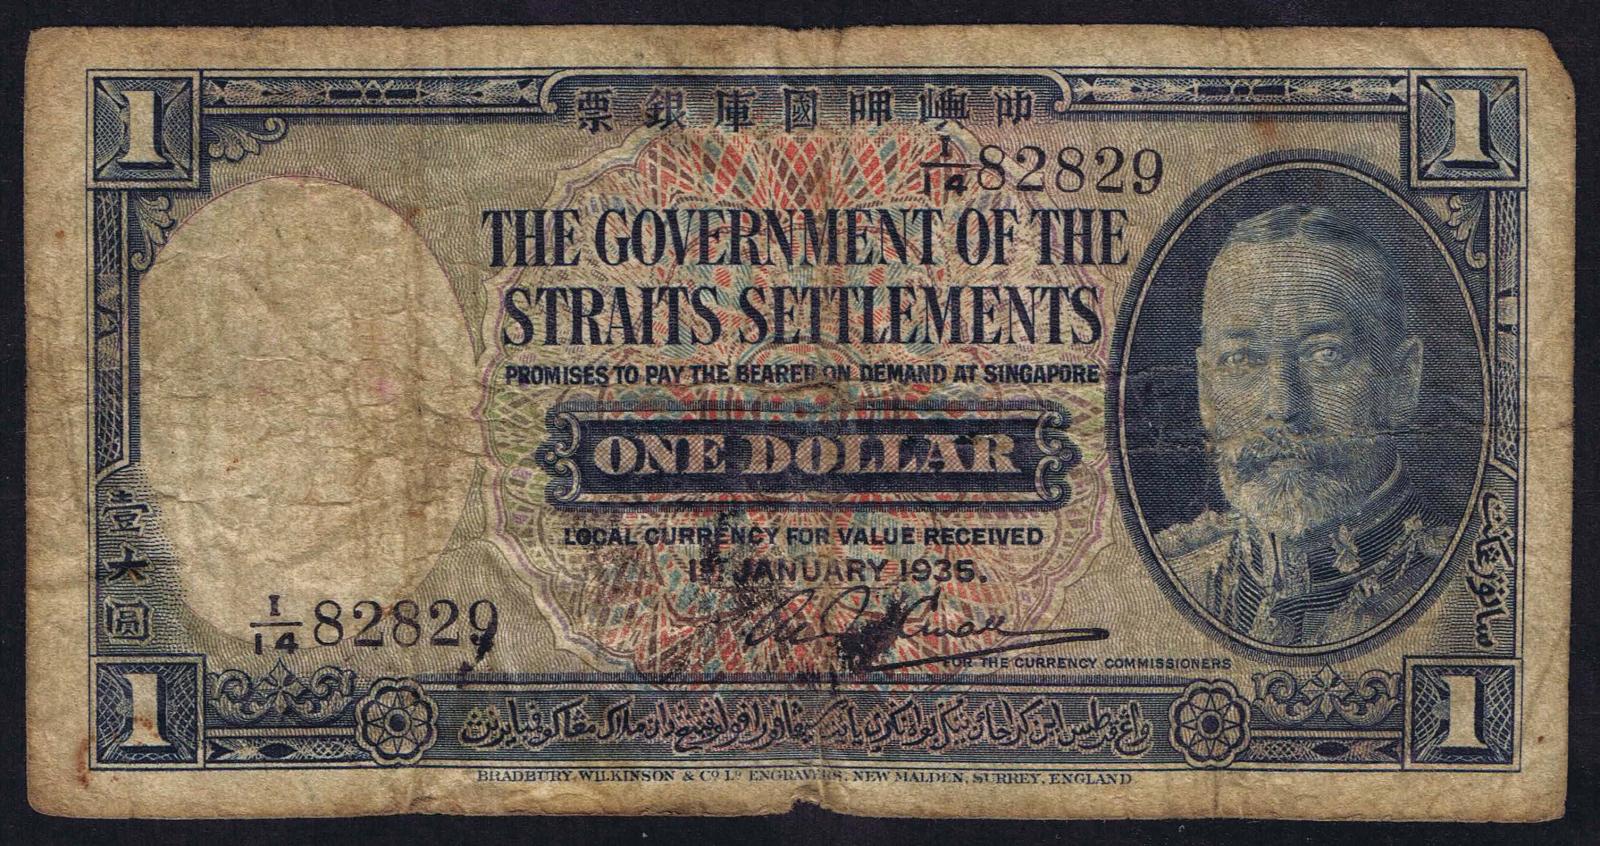 1 票銀庫國呷嶼叻 1
I/14 82829
THE GOVERNMENT OF THE
STRAITS SETTLEMENTS
PROMISES TO PAY THE BEARER ON DEMAND AT SINGAPORE
ONE DOLLAR
LOCAL CURRENCY FOR VALUE RECEIVED
1ST JANUARY 1935.
壹大圓
I/14 82829
FOR THE CURRENCY COMMISSIONERS
ساتو رڠݢيت
1 1
BRADBURY, WILKINSON & Co. Ld. ENGRAVERS, NEW MALDEN, SURREY, ENGLAND